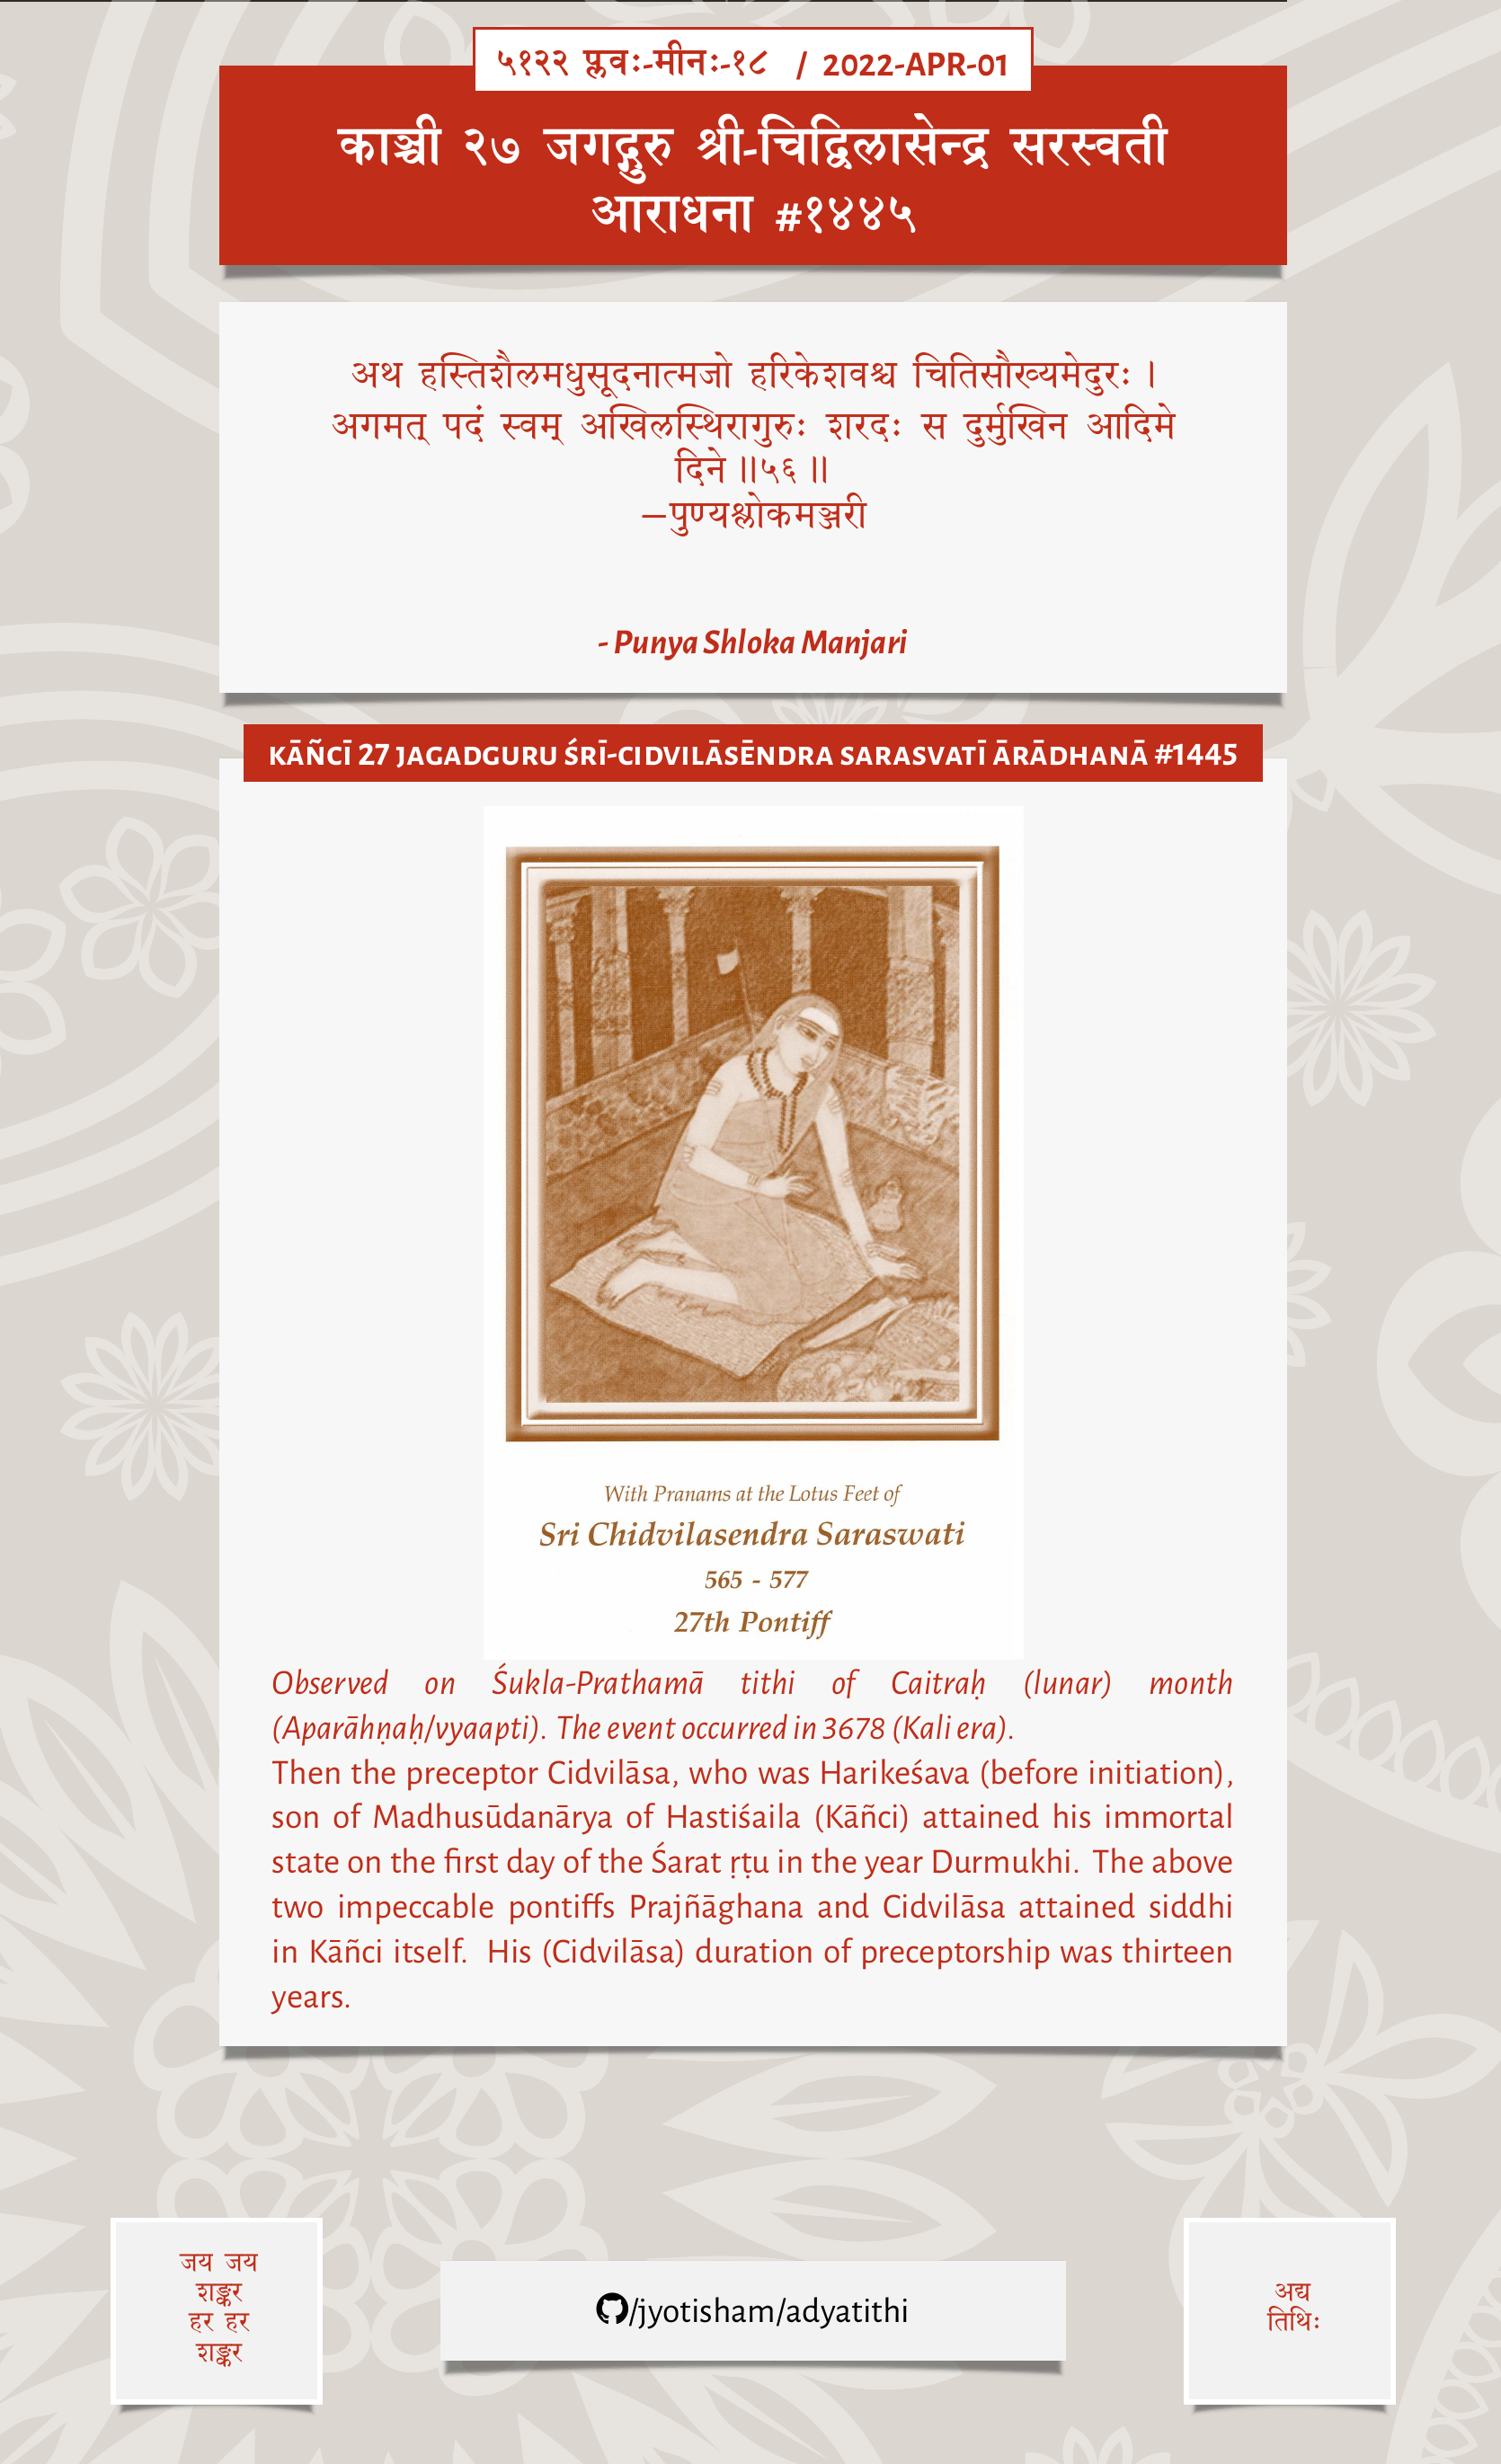 ५१२२ प्लवः-मीनः-१८ / 2022-APR-01
काञ्ची २७ जगद्गुरु श्री-चिद्विलासेन्द्र सरस्वती
आराधना #१४४५
अथ हस्तिशैलमधुसूदनात्मजो हरिकेशवश्च चितिसौख्यमेदुरः ।
अगमत् पदं स्वम् अखिलस्थिरागुरुः शरदः स दुर्मुखिन आदिमे
दिने ॥५६॥
—पुण्यश्लोकमञ्जरी
- Punya Shloka Manjari
KĀÑCĪ 27 JAGADGURU ŚRĪ-CIDVILĀSĒNDRA SARASVATĪ ĀRĀDHANĀ #1445
With Pranams at the Lotus Feet of
Sri Chidvilasendra Saraswati
565 - 577
27th Pontiff
Observed on Śukla-Prathamā tithi of Caitraḥ (lunar) month
(Aparāhṇaḥ/vyaapti). The event occurred in 3678 (Kali era).
Then the preceptor Cidvilāsa, who was Harikeśava (before initiation),
son of Madhusūdanārya of Hastiśaila (Kāñci) attained his immortal
state on the first day of the Śarat ṛṭu in the year Durmukhi. The above
two impeccable pontiffs Prajñāghana and Cidvilāsa attained siddhi
in Kāñci itself. His (Cidvilāsa) duration of preceptorship was thirteen
years.
जय जय
शङ्कर
हर हर
शङ्कर
/jyotisham/adyatithi
अद्य
तिथिः